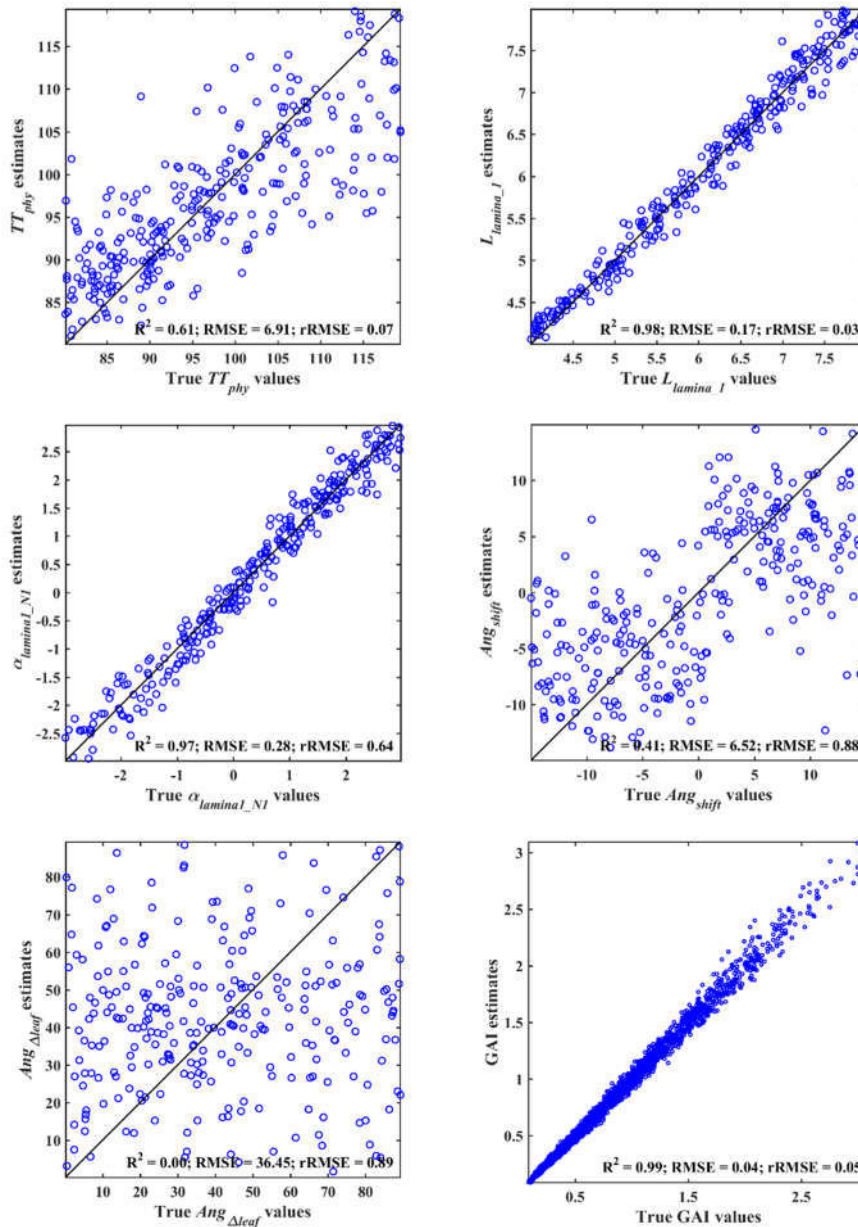 115
110
105
100
95
90
85
TT_phy estimates
R² = 0.61; RMSE = 6.91; rRMSE = 0.07
85 90 95 100 105 110 115
True TT_phy values
7.5
7
6.5
6
5.5
5
4.5
L_lamina_1 estimates
R² = 0.98; RMSE = 0.17; rRMSE = 0.03
4.5 5 5.5 6 6.5 7 7.5
True L_lamina_1 values
2.5
2
1.5
1
0.5
0
-0.5
-1
-1.5
-2
-2.5
α_lamina1_N1 estimates
R² = 0.97; RMSE = 0.28; rRMSE = 0.64
-2 -1 0 1 2
True α_lamina1_N1 values
10
5
0
-5
-10
Ang_shift estimates
R² = 0.41; RMSE = 6.52; rRMSE = 0.88
-10 -5 0 5 10
True Ang_shift values
80
70
60
50
40
30
20
10
Ang_Δleaf estimates
R² = 0.00; RMSE = 36.45; rRMSE = 0.89
10 20 30 40 50 60 70 80
True Ang_Δleaf values
3
2.5
2
1.5
1
0.5
GAI estimates
R² = 0.99; RMSE = 0.04; rRMSE = 0.05
0.5 1.5 2.5
True GAI values